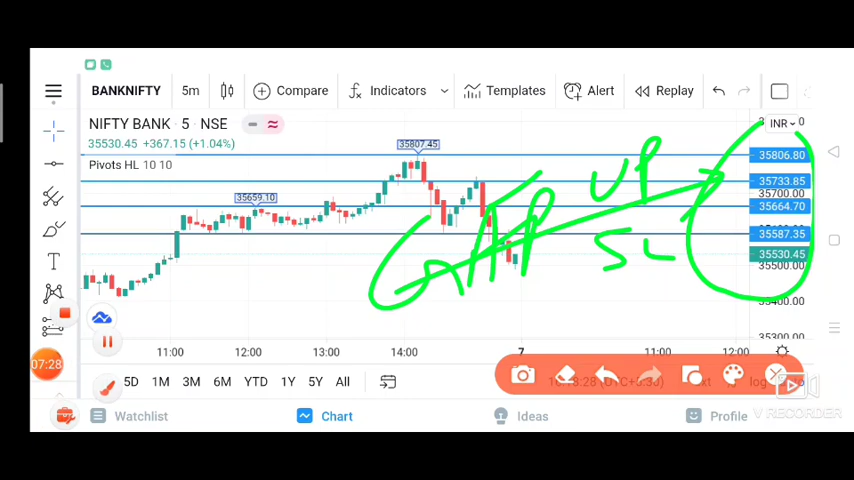 BANKNIFTY 5m Compare Indicators Templates Alert Replay
NIFTY BANK · 5 · NSE
INR
35530.45 +367.15 (+1.04%)
Pivots HL 10 10
35807.45
35806.80
35733.85
35700.00
35659.10
35664.70
35587.35
35530.45
35500.00
35400.00
35300.00
GAP UP
SL
11:00 12:00 13:00 14:00 7 11:00 12:00
07:28
5D 1M 3M 6M YTD 1Y 5Y All
Watchlist Chart Ideas Profile
V RECORDER